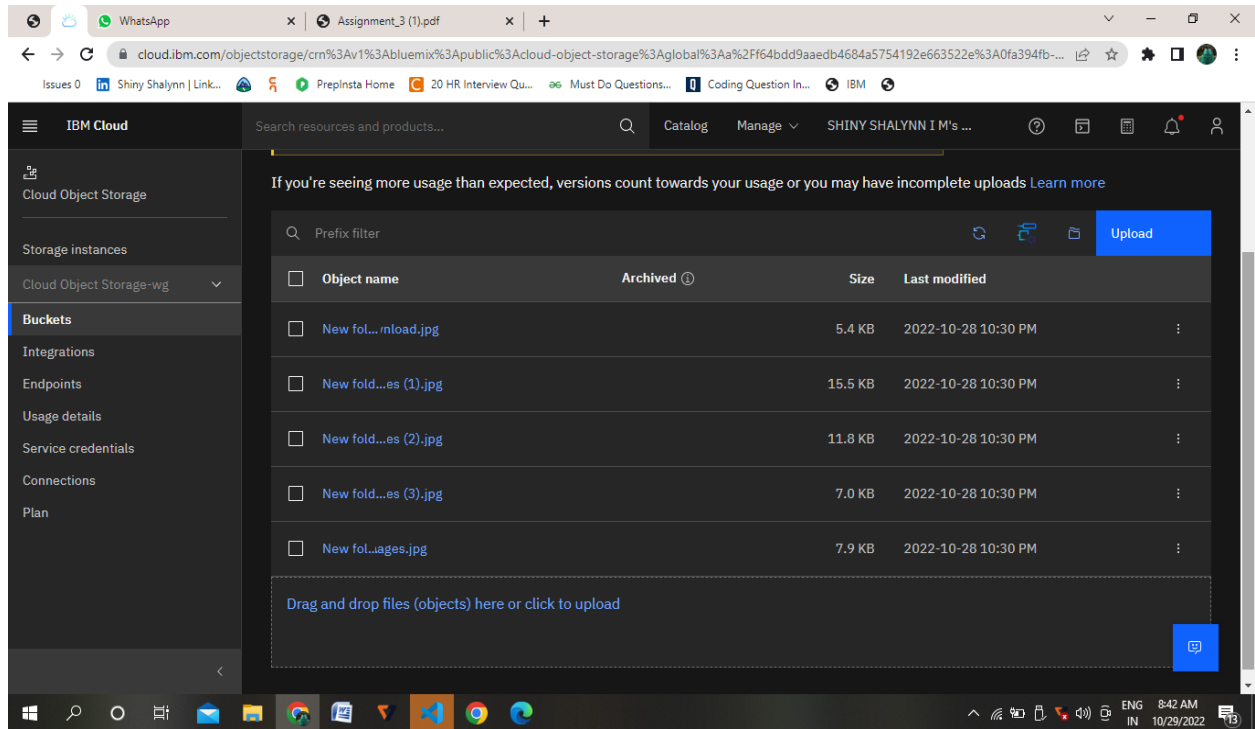 WhatsApp × Assignment_3 (1).pdf ×
cloud.ibm.com/objectstorage/crn%3Av1%3Abluemix%3Apublic%3Acloud-object-storage%3Aglobal%3Aa%2Ff64bdd9aaedb4684a5754192e663522e%3A0fa394fb-...
Issues 0 Shiny Shalynn | Link... PrepInsta Home 20 HR Interview Qu... Must Do Questions... Coding Question In... IBM
IBM Cloud Search resources and products... Catalog Manage SHINY SHALYNN I M's ...
Cloud Object Storage
Storage instances
Cloud Object Storage-wg
Buckets
Integrations
Endpoints
Usage details
Service credentials
Connections
Plan
If you're seeing more usage than expected, versions count towards your usage or you may have incomplete uploads Learn more
Prefix filter Upload
Object name Archived Size Last modified
New fol...nload.jpg 5.4 KB 2022-10-28 10:30 PM
New fold...es (1).jpg 15.5 KB 2022-10-28 10:30 PM
New fold...es (2).jpg 11.8 KB 2022-10-28 10:30 PM
New fold...es (3).jpg 7.0 KB 2022-10-28 10:30 PM
New fol...ages.jpg 7.9 KB 2022-10-28 10:30 PM
Drag and drop files (objects) here or click to upload
ENG 8:42 AM
IN 10/29/2022 13